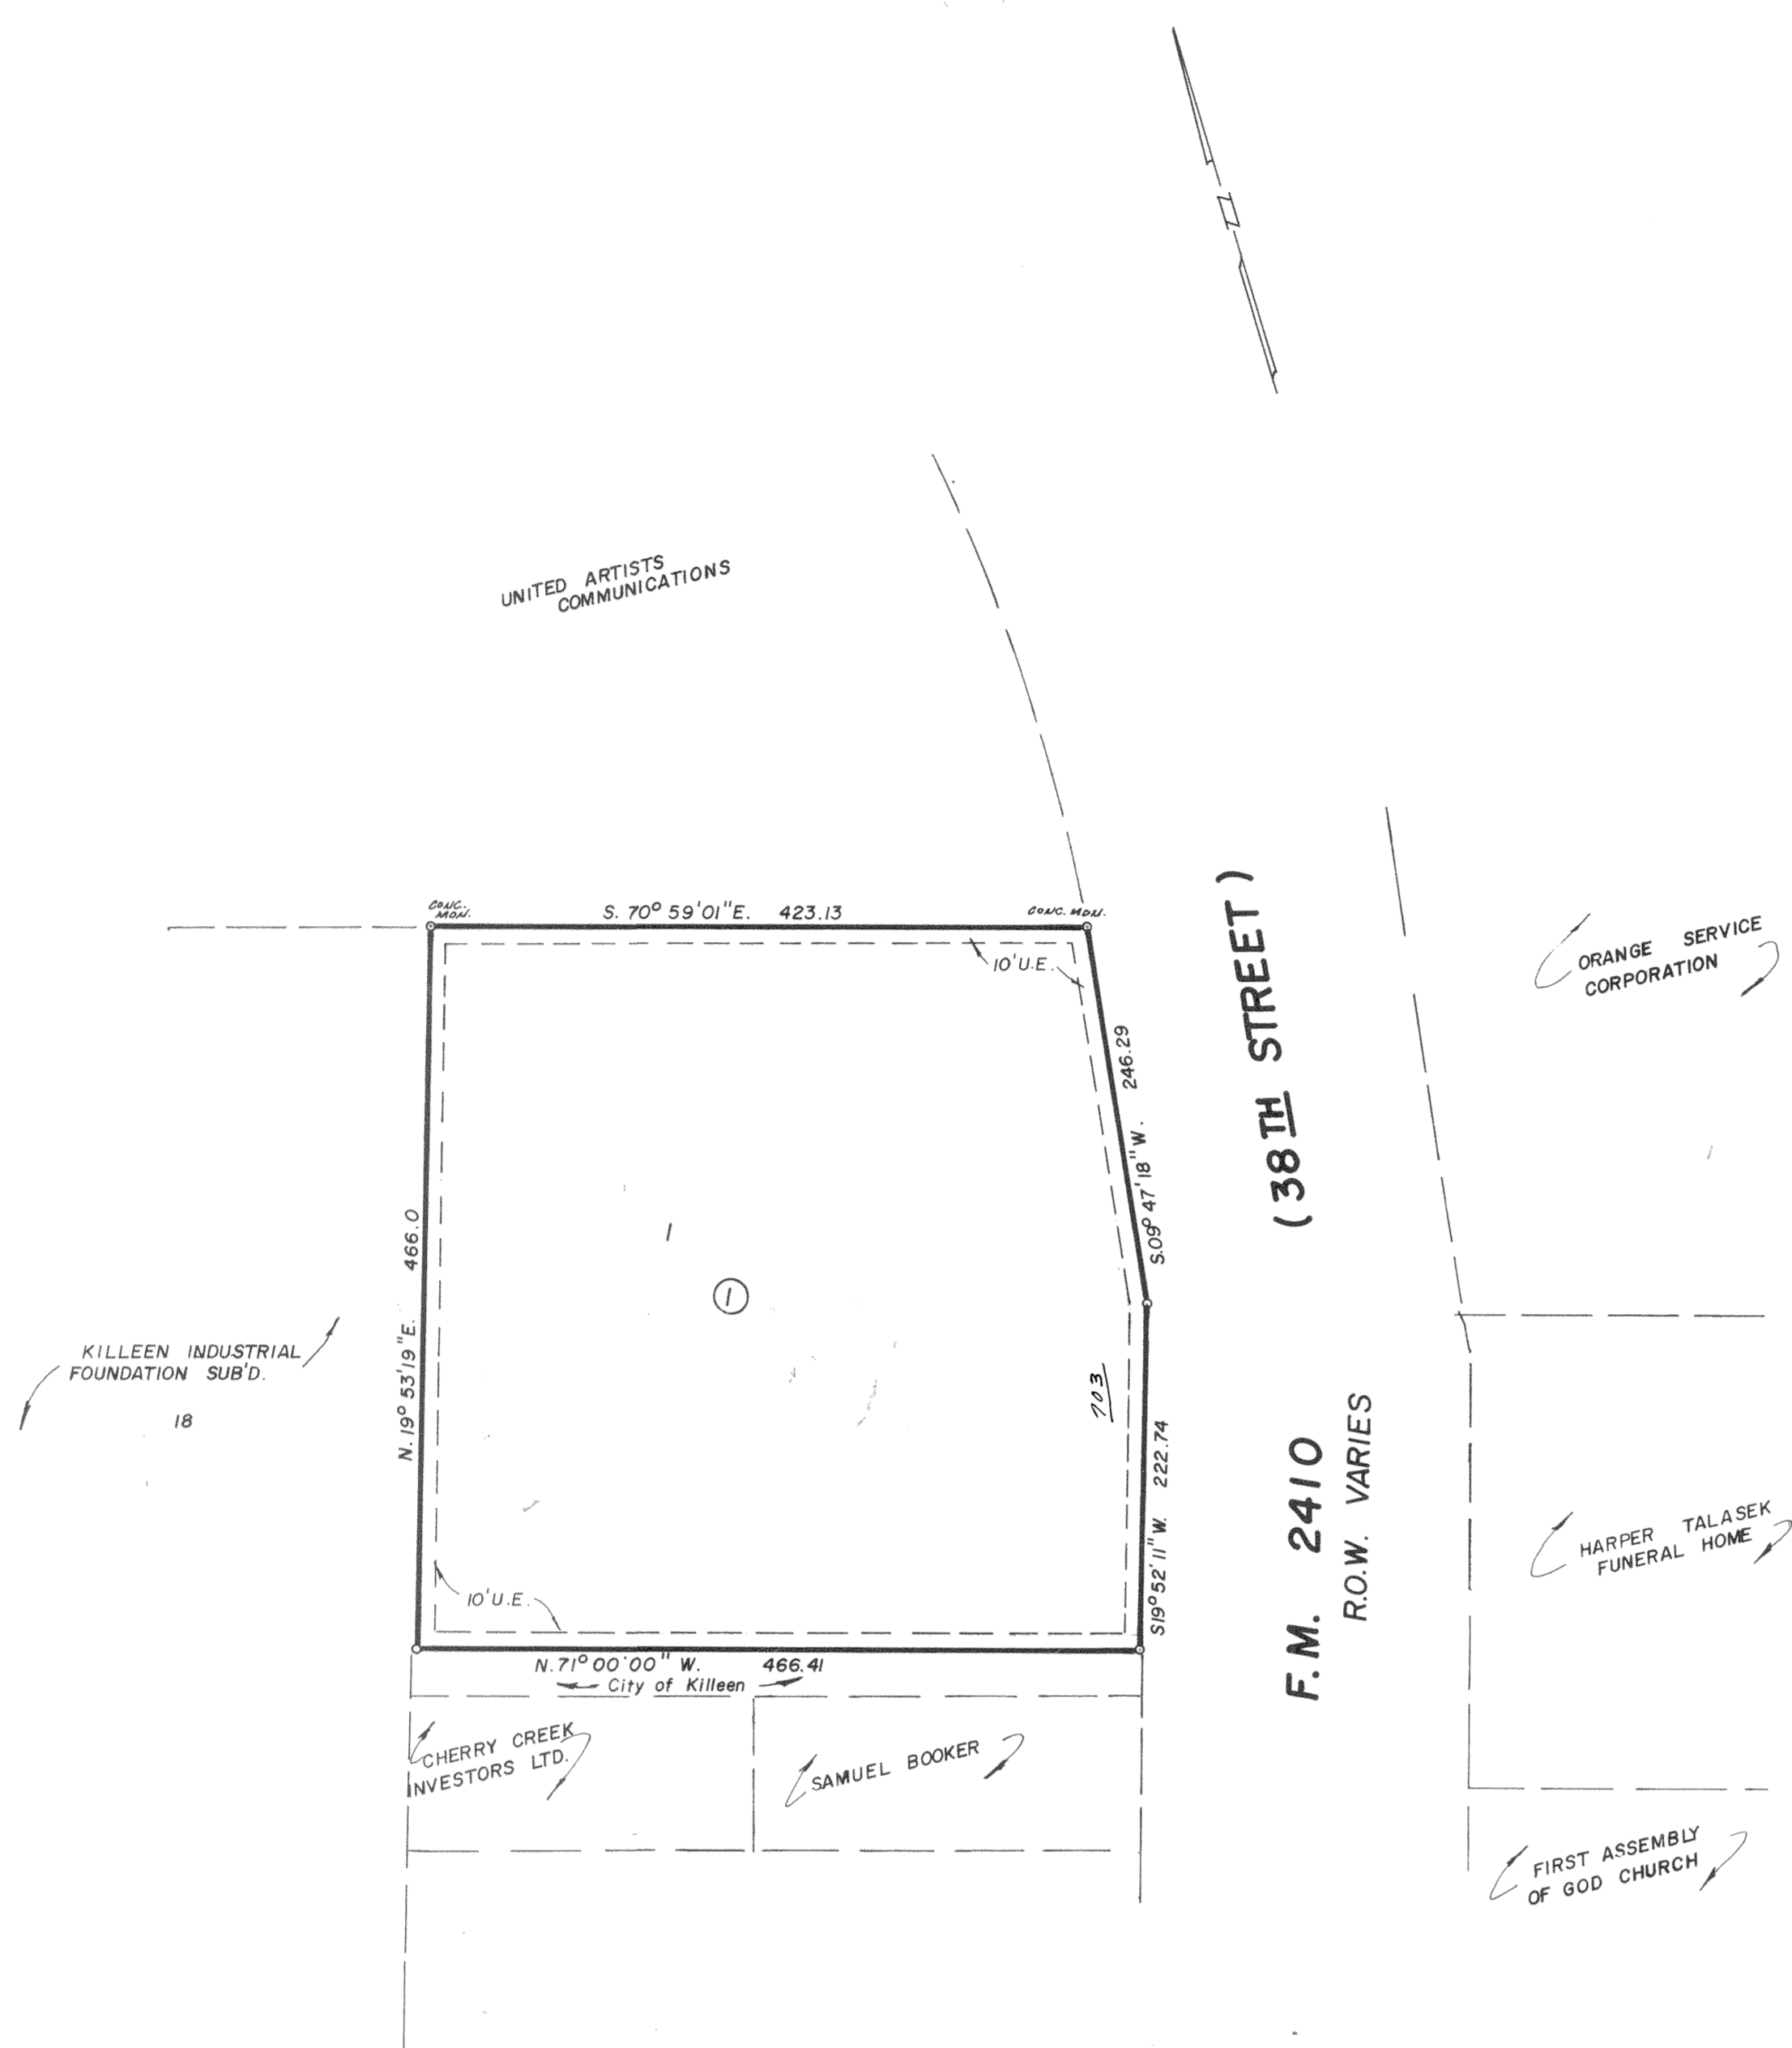 UNITED ARTISTS
COMMUNICATIONS
CONC.
MON.
S. 70° 59'01"E. 423.13
CONC. MON.
10' U.E.
246.29
S.09° 47' 18" W.
(38TH STREET)
ORANGE SERVICE
CORPORATION
N. 19° 53'19"E. 466.0
1
1
KILLEEN INDUSTRIAL
FOUNDATION SUB'D.
18
703
S19° 52' 11" W. 222.74
F.M. 2410
R.O.W. VARIES
HARPER TALASEK
FUNERAL HOME
10' U.E.
N. 71° 00' 00" W. 466.41
City of Killeen
CHERRY CREEK
INVESTORS LTD.
SAMUEL BOOKER
FIRST ASSEMBLY
OF GOD CHURCH